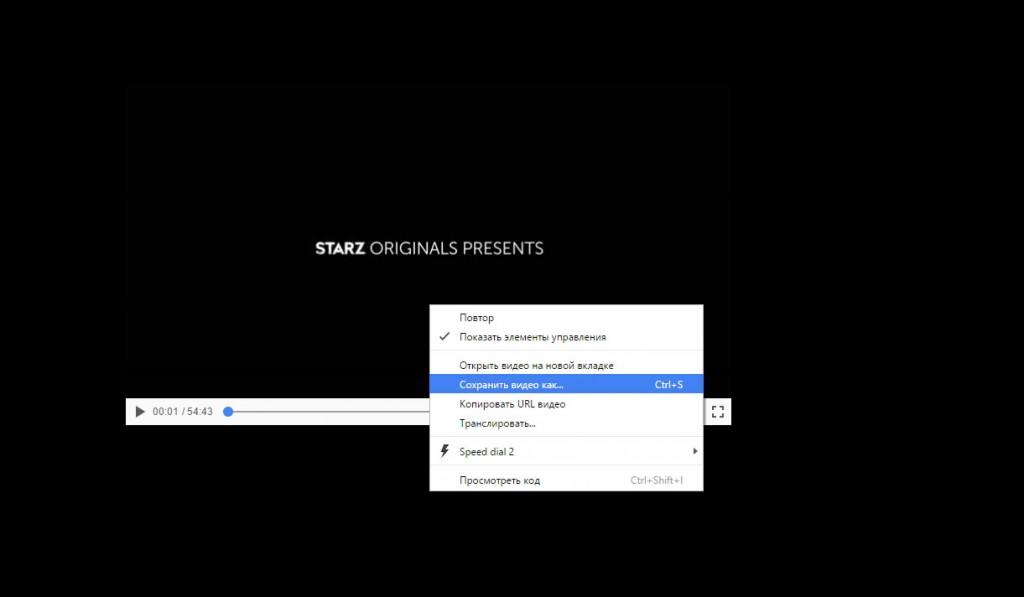 STARZ ORIGINALS PRESENTS
Повтор
Показать элементы управления
Открыть видео на новой вкладке
Сохранить видео как... Ctrl+S
Копировать URL видео
Транслировать...
Speed dial 2
Просмотреть код Ctrl+Shift+I
00:01 / 54:43